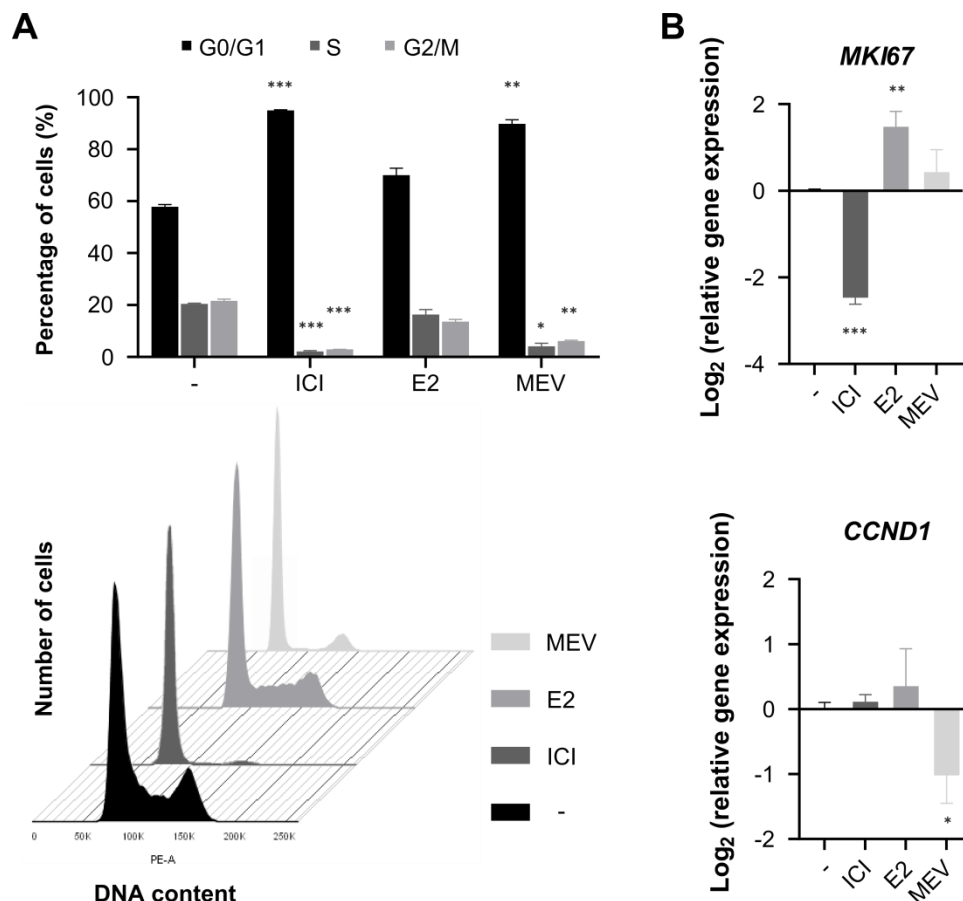 A
G0/G1 S G2/M
Percentage of cells (%)
100
80
60
40
20
0
***
*** ***
**
* **
- ICI E2 MEV
Number of cells
0 50K 100K 150K 200K 250K
PE-A
DNA content
MEV
E2
ICI
-
B
MKI67
Log2 (relative gene expression)
2
0
-2
-4
**
***
- ICI E2 MEV
CCND1
Log2 (relative gene expression)
2
1
0
-1
-2
*
- ICI E2 MEV